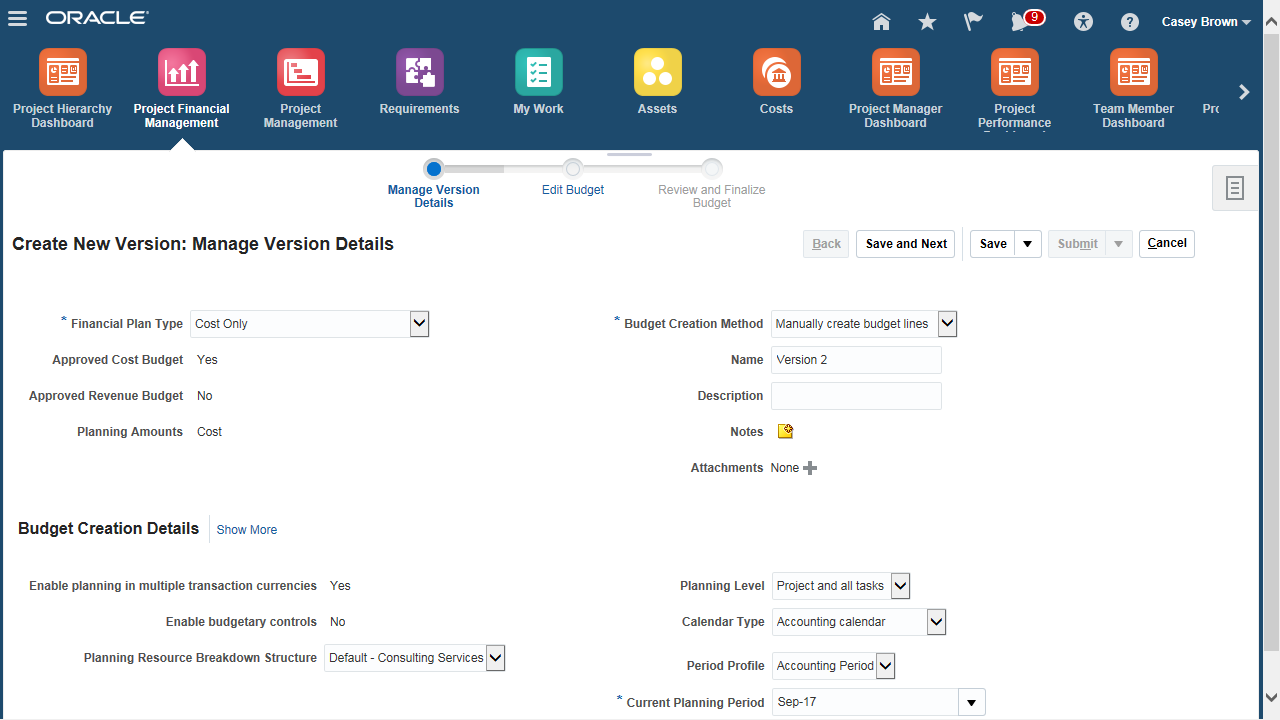 ORACLE
9
Casey Brown
Project Hierarchy
Dashboard
Project Financial
Management
Project
Management
Requirements
My Work
Assets
Costs
Project Manager
Dashboard
Project
Performance
Team Member
Dashboard
Manage Version
Details
Edit Budget
Review and Finalize
Budget
Create New Version: Manage Version Details
Back
Save and Next
Save
Submit
Cancel
* Financial Plan Type Cost Only
Approved Cost Budget Yes
Approved Revenue Budget No
Planning Amounts Cost
* Budget Creation Method Manually create budget lines
Name Version 2
Description
Notes
Attachments None
Budget Creation Details Show More
Enable planning in multiple transaction currencies Yes
Enable budgetary controls No
Planning Resource Breakdown Structure Default - Consulting Services
Planning Level Project and all tasks
Calendar Type Accounting calendar
Period Profile Accounting Period
* Current Planning Period Sep-17